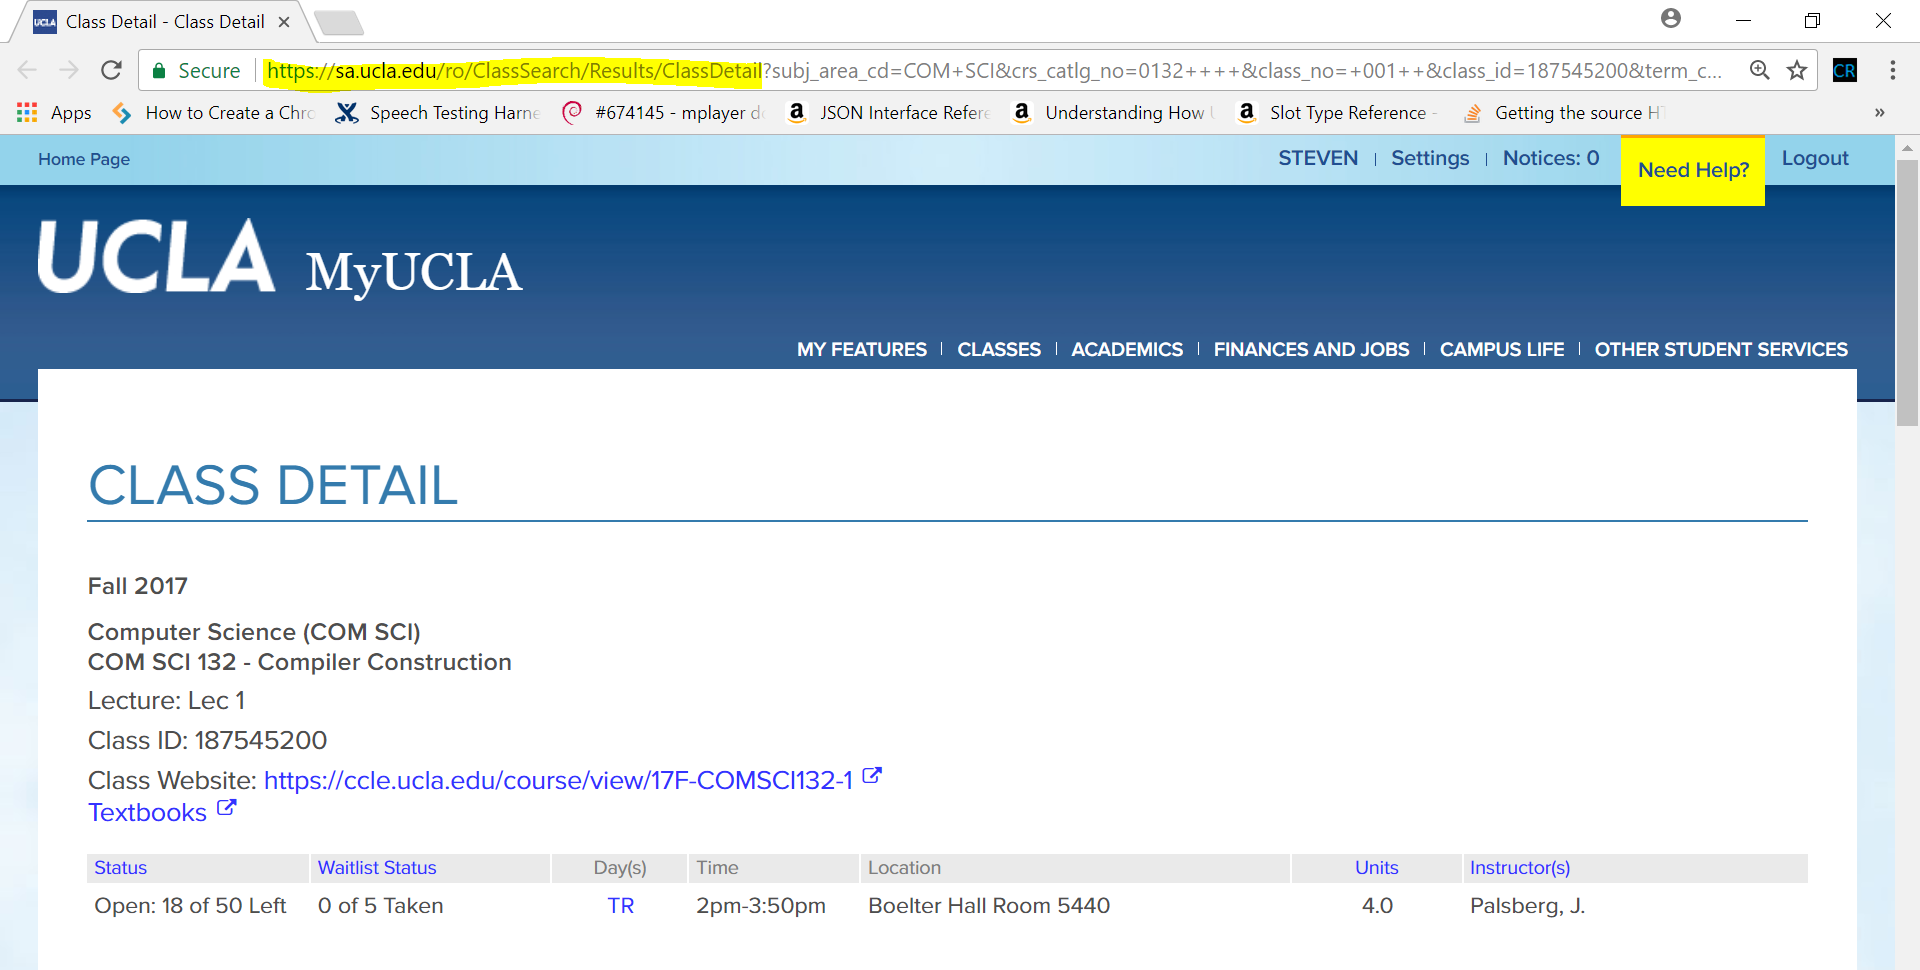 UCLA Class Detail - Class Detail
Secure https://sa.ucla.edu/ro/ClassSearch/Results/ClassDetail?subj_area_cd=COM+SCI&crs_catlg_no=0132++++&class_no=+001++&class_id=187545200&term_c... CR
Apps How to Create a Chro Speech Testing Harne #674145 - mplayer do JSON Interface Refere Understanding How Slot Type Reference - Getting the source HT »
Home Page STEVEN Settings Notices: 0 Need Help? Logout
UCLA MyUCLA
MY FEATURES CLASSES ACADEMICS FINANCES AND JOBS CAMPUS LIFE OTHER STUDENT SERVICES
CLASS DETAIL
Fall 2017
Computer Science (COM SCI)
COM SCI 132 - Compiler Construction
Lecture: Lec 1
Class ID: 187545200
Class Website: https://ccle.ucla.edu/course/view/17F-COMSCI132-1
Textbooks
Status Waitlist Status Day(s) Time Location Units Instructor(s)
Open: 18 of 50 Left 0 of 5 Taken TR 2pm-3:50pm Boelter Hall Room 5440 4.0 Palsberg, J.